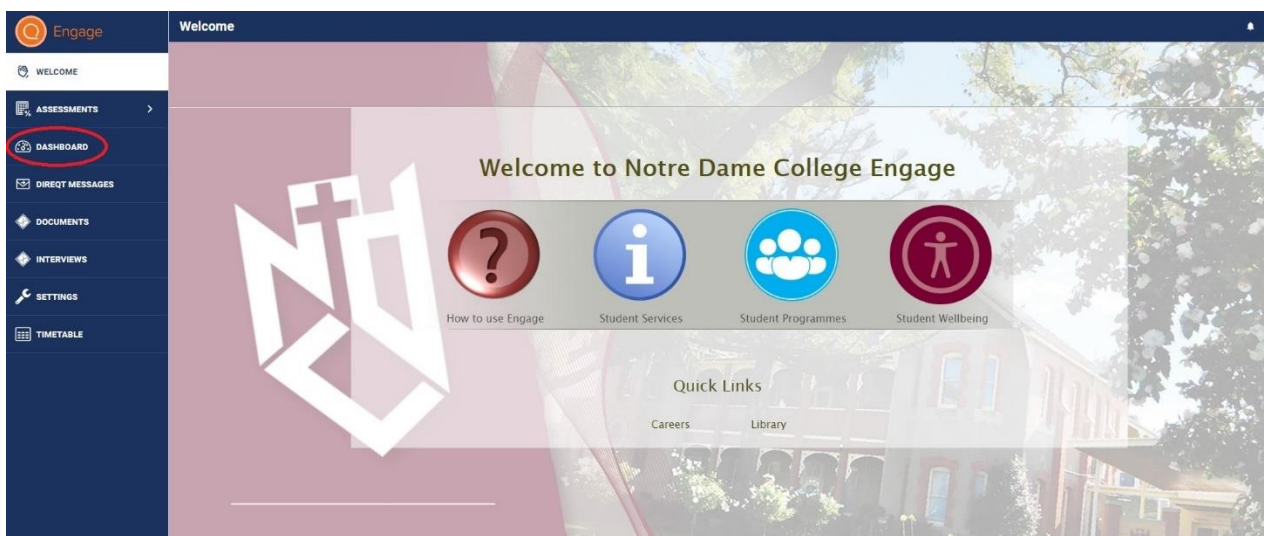 Engage
Welcome
WELCOME
ASSESSMENTS
DASHBOARD
DIREQT MESSAGES
DOCUMENTS
INTERVIEWS
SETTINGS
TIMETABLE
Welcome to Notre Dame College Engage
How to use Engage
Student Services
Student Programmes
Student Wellbeing
Quick Links
Careers
Library